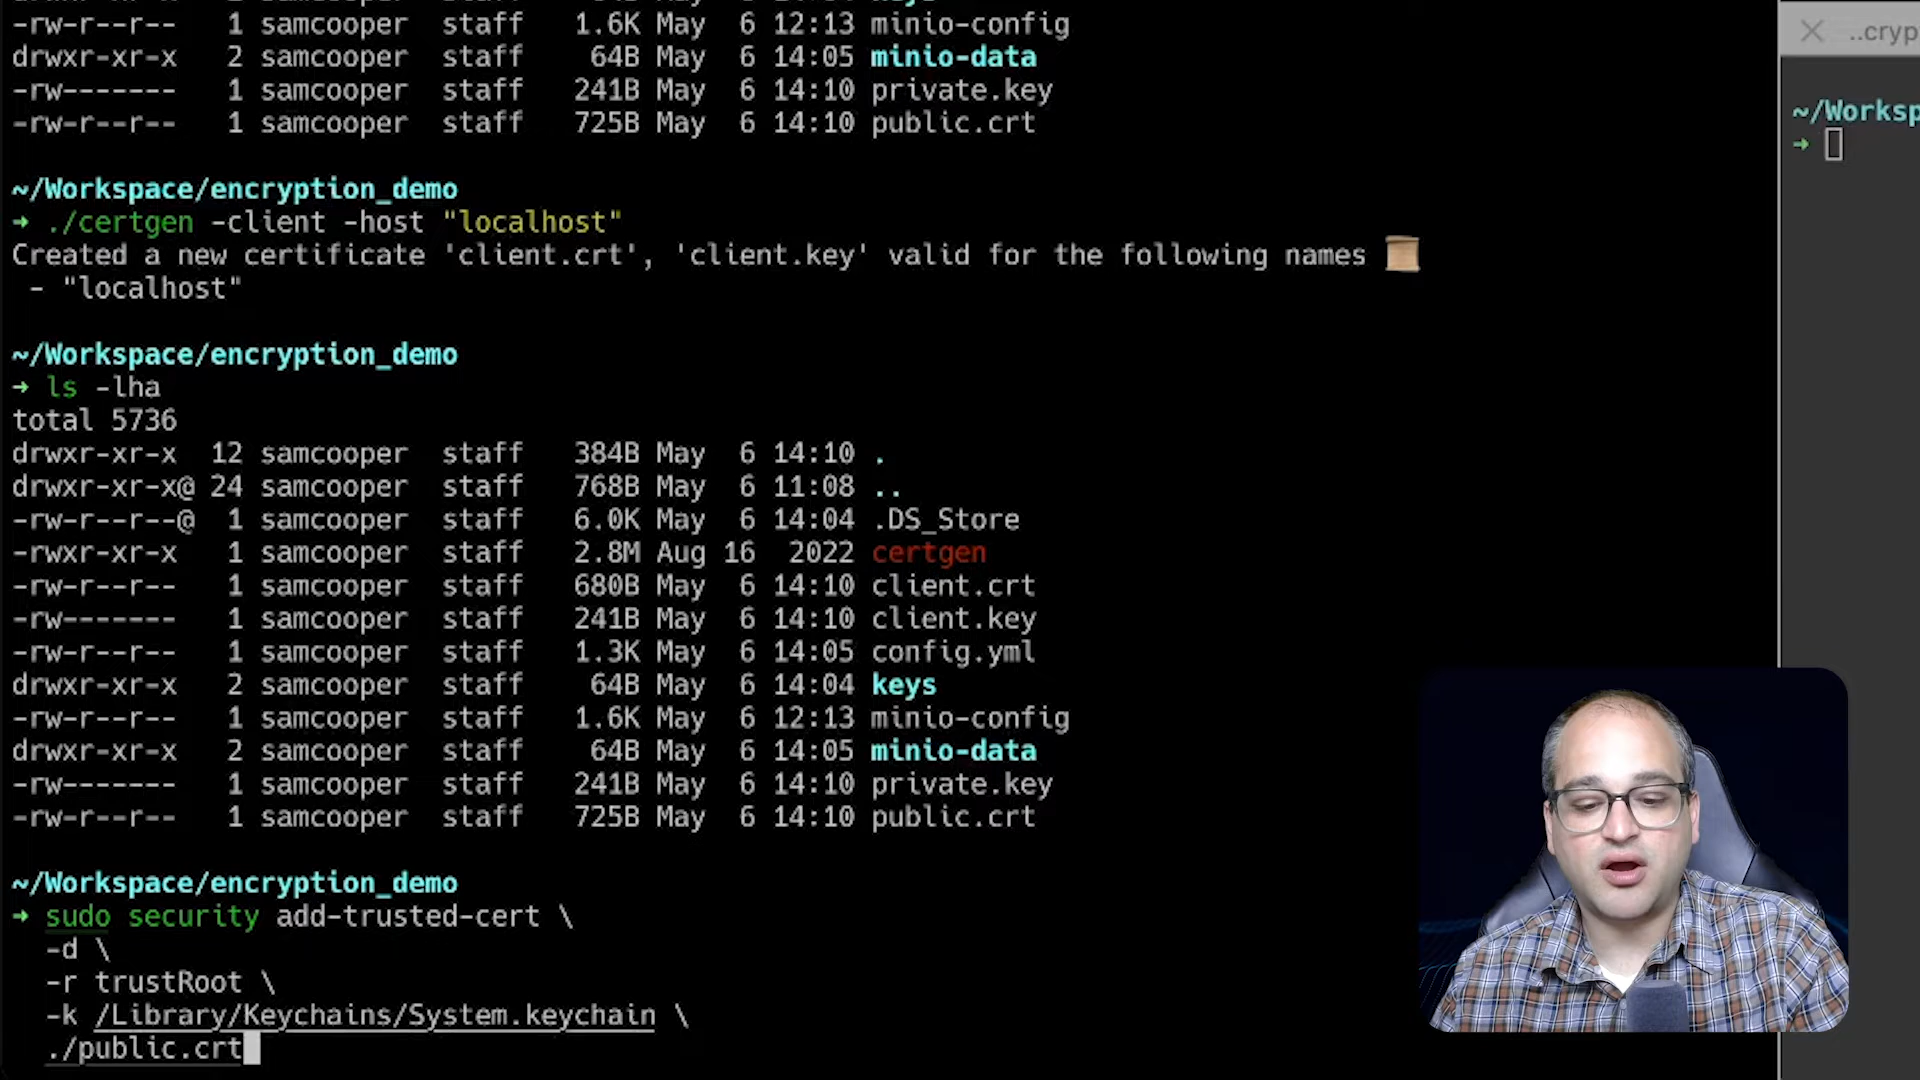 -rw-r--r-- 1 samcooper staff 1.6K May 6 12:13 minio-config
drwxr-xr-x 2 samcooper staff 64B May 6 14:05 minio-data
-rw------- 1 samcooper staff 241B May 6 14:10 private.key
-rw-r--r-- 1 samcooper staff 725B May 6 14:10 public.crt
~/Workspace/encryption_demo
→ ./certgen -client -host "localhost"
Created a new certificate 'client.crt', 'client.key' valid for the following names
- "localhost"
~/Workspace/encryption_demo
→ ls -lha
total 5736
drwxr-xr-x 12 samcooper staff 384B May 6 14:10 .
drwxr-xr-x@ 24 samcooper staff 768B May 6 11:08 ..
-rw-r--r--@ 1 samcooper staff 6.0K May 6 14:04 .DS_Store
-rwxr-xr-x 1 samcooper staff 2.8M Aug 16 2022 certgen
-rw-r--r-- 1 samcooper staff 680B May 6 14:10 client.crt
-rw------- 1 samcooper staff 241B May 6 14:10 client.key
-rw-r--r-- 1 samcooper staff 1.3K May 6 14:05 config.yml
drwxr-xr-x 2 samcooper staff 64B May 6 14:04 keys
-rw-r--r-- 1 samcooper staff 1.6K May 6 12:13 minio-config
drwxr-xr-x 2 samcooper staff 64B May 6 14:05 minio-data
-rw------- 1 samcooper staff 241B May 6 14:10 private.key
-rw-r--r-- 1 samcooper staff 725B May 6 14:10 public.crt
~/Workspace/encryption_demo
→ sudo security add-trusted-cert \
-d \
-r trustRoot \
-k /Library/Keychains/System.keychain \
./public.crt
..cryp
~/Worksp
→